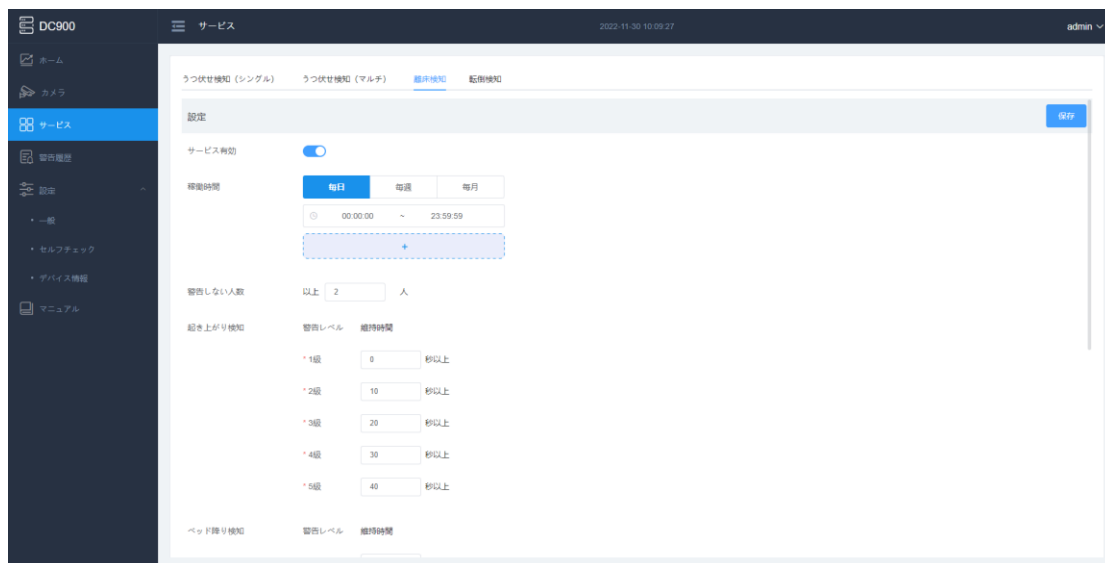 DC900
サービス
2022-11-30 10:09:27
admin
ホーム
カメラ
サービス
警告履歴
設定
・一般
・セルフチェック
・デバイス情報
マニュアル
うつ伏せ検知（シングル） うつ伏せ検知（マルチ） 離床検知 転倒検知
設定 保存
サービス有効
稼働時間 毎日 毎週 毎月
00:00:00 ~ 23:59:59
+
警告しない人数 以上 2 人
起き上がり検知 警告レベル 維持時間
* 1級 0 秒以上
* 2級 10 秒以上
* 3級 20 秒以上
* 4級 30 秒以上
* 5級 40 秒以上
ベッド降り検知 警告レベル 維持時間